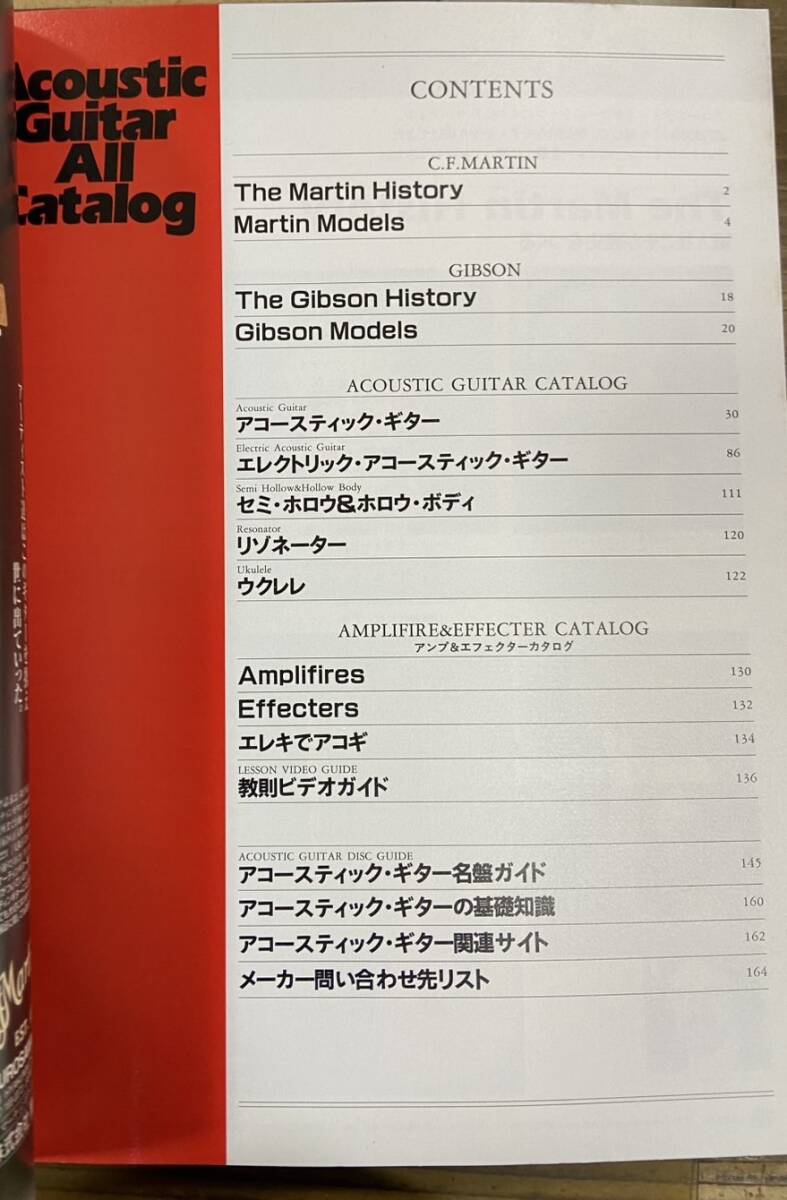 Acoustic
Guitar
All
Catalog
CONTENTS
C.F.MARTIN
The Martin History 2
Martin Models 4
GIBSON
The Gibson History 18
Gibson Models 20
ACOUSTIC GUITAR CATALOG
Acoustic Guitar
アコースティック・ギター 30
Electric Acoustic Guitar
エレクトリック・アコースティック・ギター 86
Semi Hollow&Hollow Body
セミ・ホロウ&ホロウ・ボディ 111
Resonator
リゾネーター 120
Ukulele
ウクレレ 122
AMPLIFIRE&EFFECTER CATALOG
アンプ&エフェクターカタログ
Amplifires 130
Effecters 132
エレキでアコギ 134
LESSON VIDEO GUIDE
教則ビデオガイド 136
ACOUSTIC GUITAR DISC GUIDE
アコースティック・ギター名盤ガイド 145
アコースティック・ギターの基礎知識 160
アコースティック・ギター関連サイト 162
メーカー問い合わせ先リスト 164